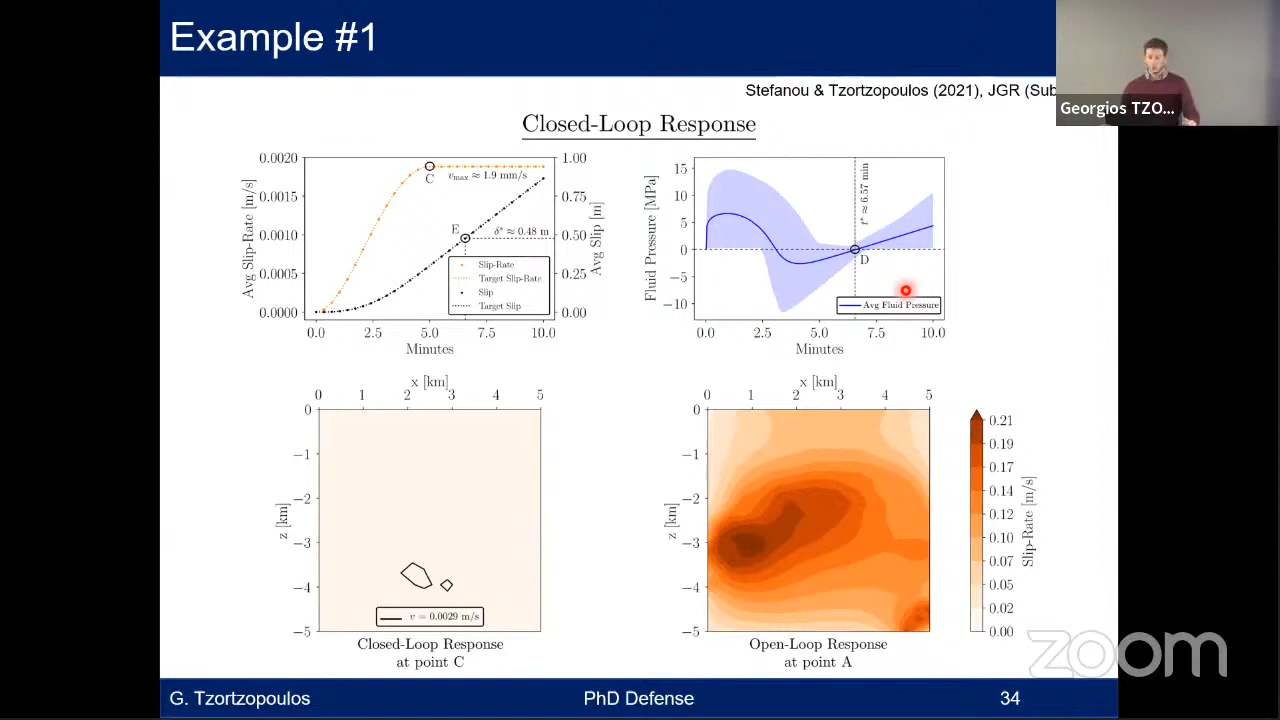 Example #1
Stefanou & Tzortzopoulos (2021), JGR (Sub
Georgios TZO...
Closed-Loop Response
0.0020
0.0015
0.0010
0.0005
0.0000
Avg Slip-Rate [m/s]
1.00
0.75
0.50
0.25
0.00
Avg Slip [m]
C
vmax ≈ 1.9 mm/s
E
δ* ≈ 0.48 m
Slip-Rate
Target Slip-Rate
Slip
Target Slip
0.0 2.5 5.0 7.5 10.0
Minutes
15
10
5
0
−5
−10
Fluid Pressure [MPa]
t* ≈ 6.57 min
D
Avg Fluid Pressure
0.0 2.5 5.0 7.5 10.0
Minutes
x [km]
0 1 2 3 4 5
0
−1
−2
−3
−4
−5
z [km]
v = 0.0029 m/s
Closed-Loop Response
at point C
x [km]
0 1 2 3 4 5
0
−1
−2
−3
−4
−5
z [km]
Open-Loop Response
at point A
0.21
0.19
0.17
0.14
0.12
0.10
0.07
0.05
0.02
0.00
Slip-Rate [m/s]
zoom
G. Tzortzopoulos PhD Defense 34